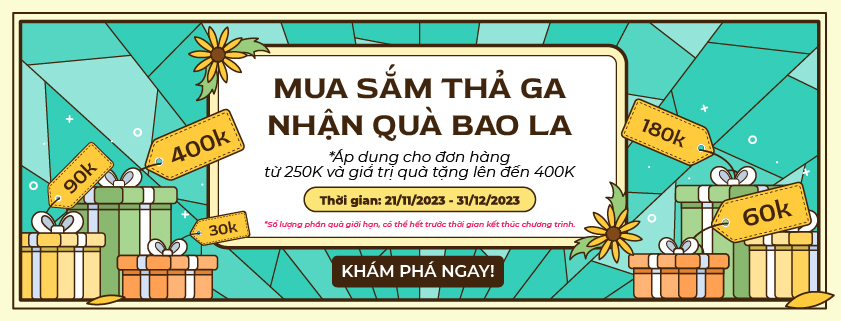 MUA SẮM THẢ GA
NHẬN QUÀ BAO LA
*Áp dụng cho đơn hàng
từ 250K và giá trị quà tặng lên đến 400K
Thời gian: 21/11/2023 - 31/12/2023
*Số lượng phần quà giới hạn, có thể hết trước thời gian kết thúc chương trình.
KHÁM PHÁ NGAY!
400k
90k
30k
180k
60k